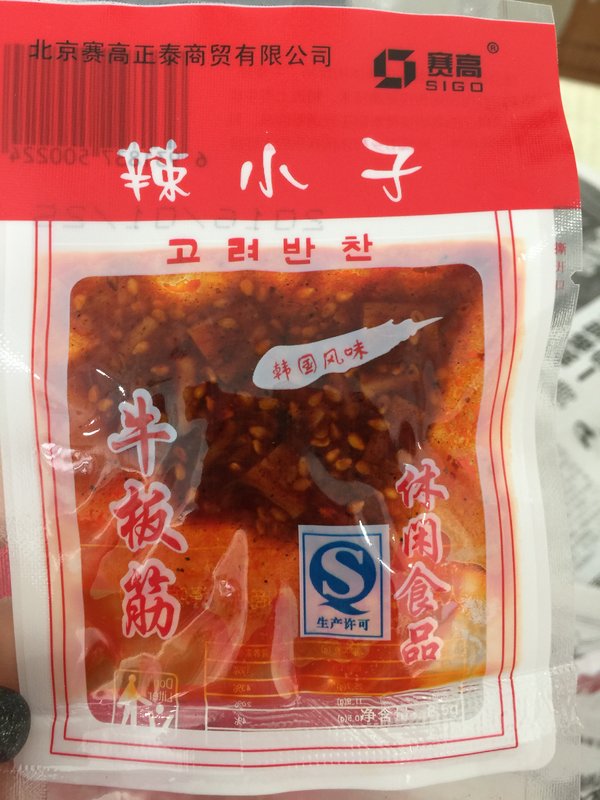 北京赛高正泰商贸有限公司
赛高®
SIGO
辣小子
고려반찬
韩国风味
牛板筋
休闲食品
生产许可